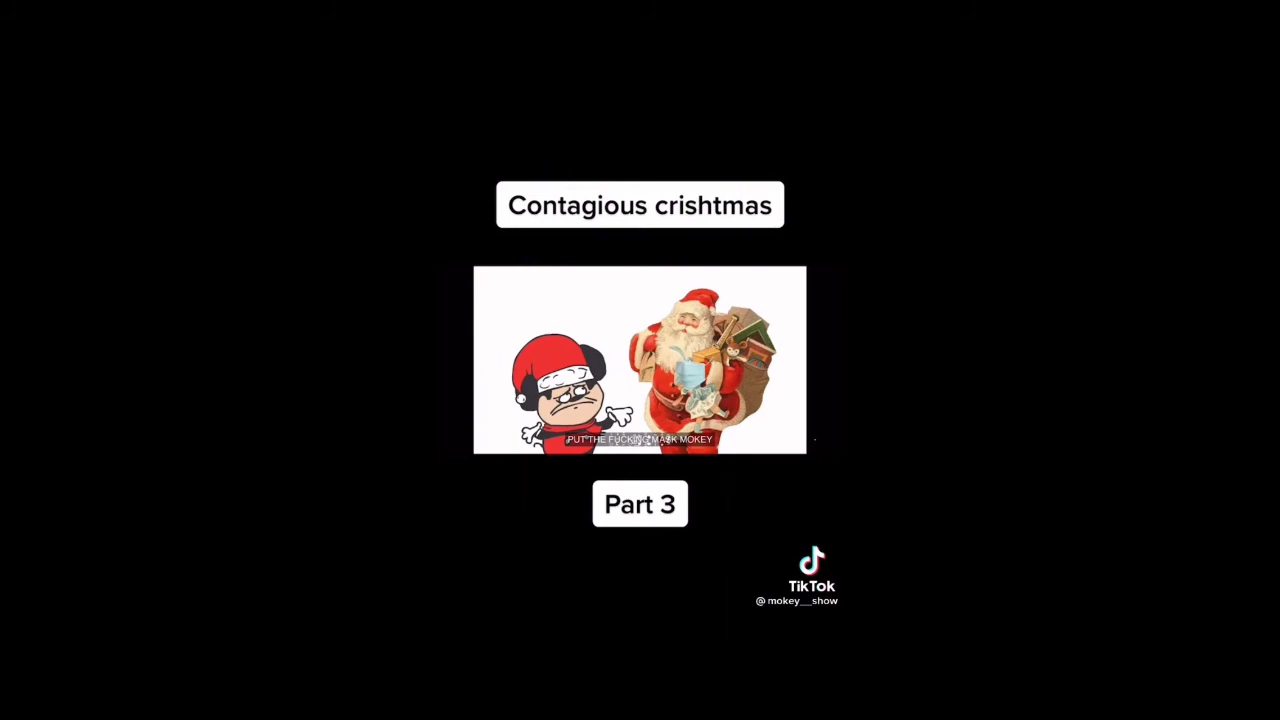 Contagious crishtmas
PUT THE FUCKING MASK MOKEY
Part 3
TikTok
@mokey__show